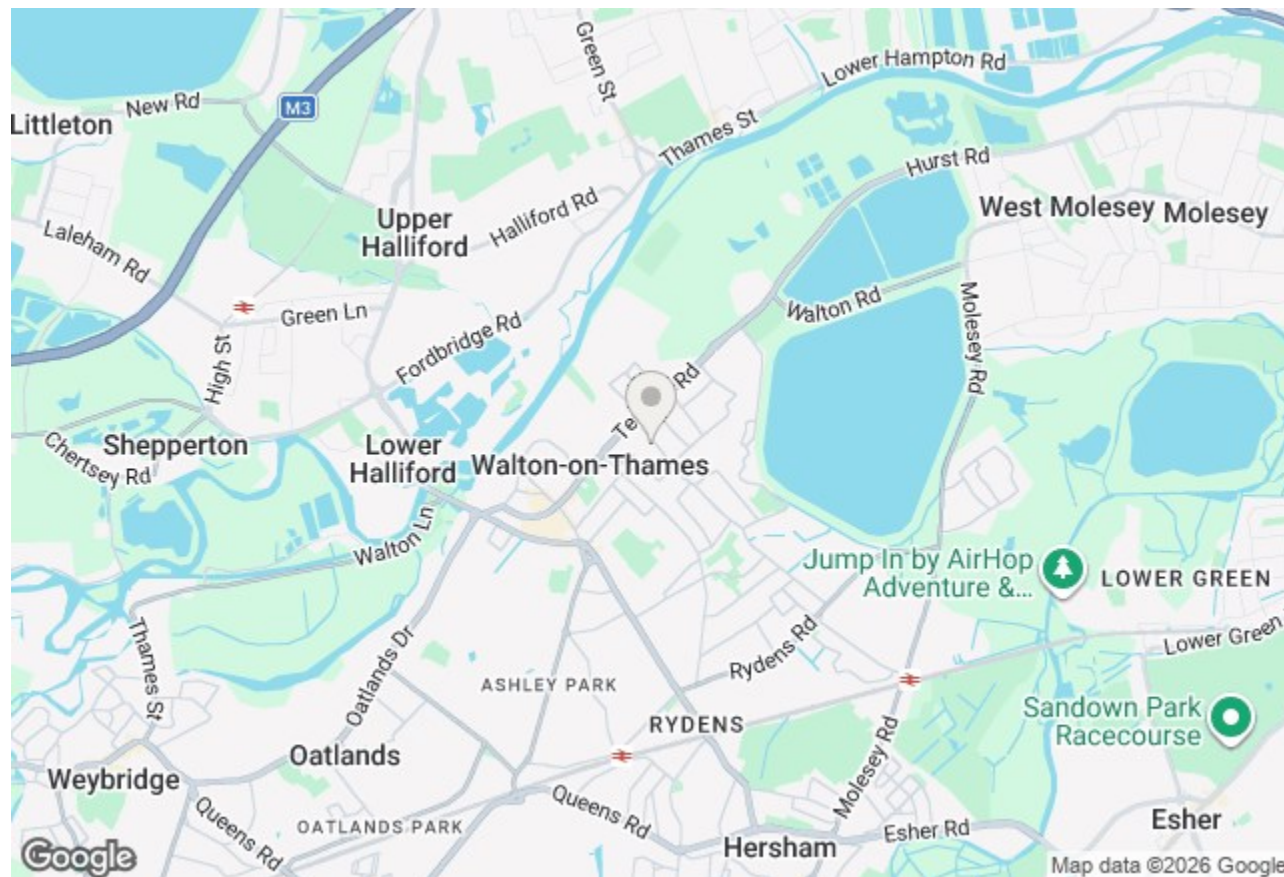 Green St
Lower Hampton Rd
New Rd
M3
Littleton
Thames St
Hurst Rd
West Molesey
Molesey
Upper
Halliford
Halliford Rd
Laleham Rd
Green Ln
Walton Rd
Molesey Rd
High St
Fordbridge Rd
Te
Rd
Shepperton
Lower
Halliford
Walton-on-Thames
Chertsey Rd
Walton Ln
Jump In by AirHop
Adventure &...
LOWER GREEN
Thames St
Oatlands Dr
Rydens Rd
Lower Green
ASHLEY PARK
RYDENS
Sandown Park
Racecourse
Oatlands
Molesey Rd
Weybridge
Queens Rd
Queens Rd
OATLANDS PARK
Hersham
Esher Rd
Esher
Google
Map data ©2026 Google